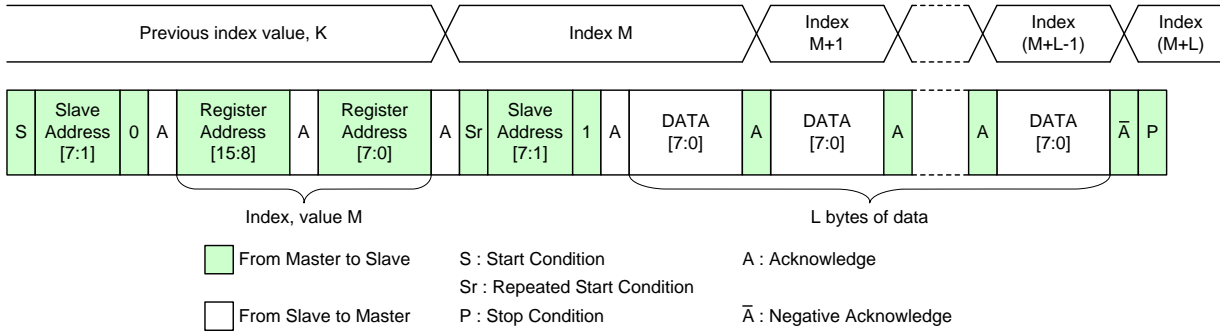 Previous index value, K
Index M
Index
M+1
Index
(M+L-1)
Index
(M+L)
S
Slave
Address
[7:1]
0
A
Register
Address
[15:8]
A
Register
Address
[7:0]
A
Sr
Slave
Address
[7:1]
1
A
DATA
[7:0]
A
DATA
[7:0]
A
A
DATA
[7:0]
A̅
P
Index, value M
L bytes of data
From Master to Slave
S : Start Condition
A : Acknowledge
Sr : Repeated Start Condition
From Slave to Master
P : Stop Condition
A̅ : Negative Acknowledge